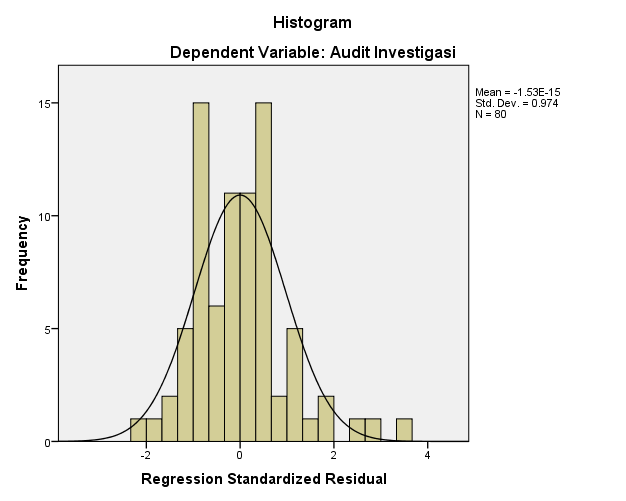 Histogram
Dependent Variable: Audit Investigasi
Mean = -1.53E-15
Std. Dev. = 0.974
N = 80
Frequency
15
10
5
0
-2 0 2 4
Regression Standardized Residual